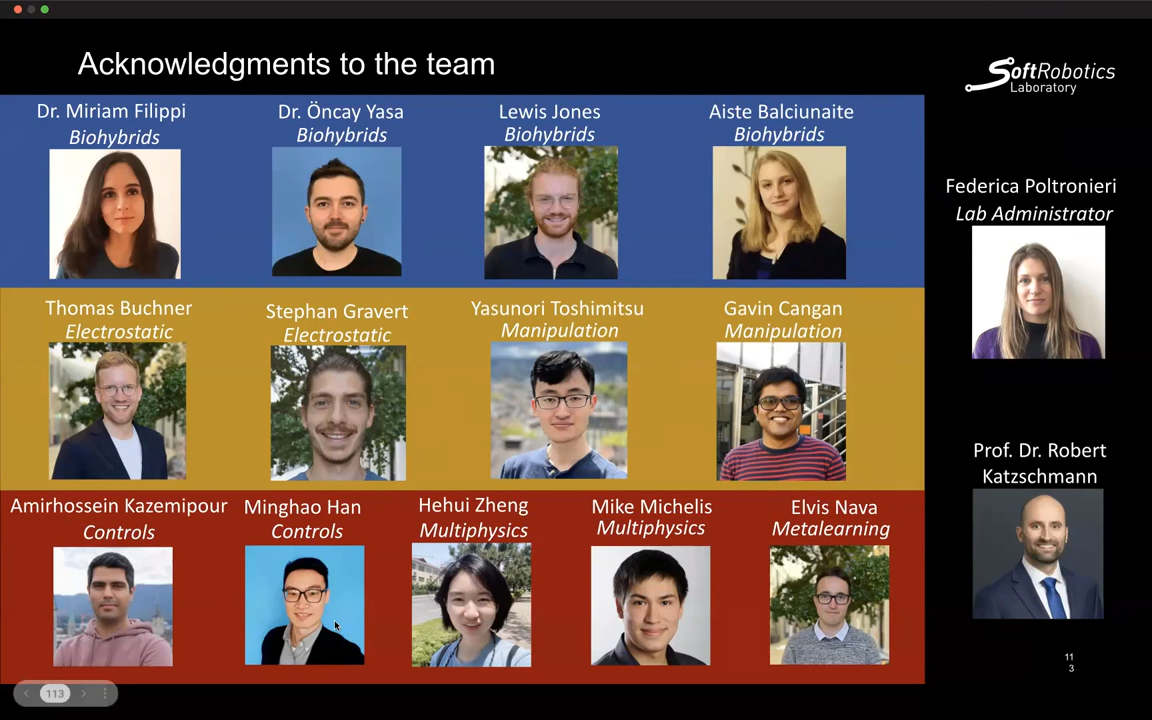 Acknowledgments to the team
SoftRobotics
Laboratory
Dr. Miriam Filippi
Biohybrids
Dr. Öncay Yasa
Biohybrids
Lewis Jones
Biohybrids
Aiste Balciunaite
Biohybrids
Federica Poltronieri
Lab Administrator
Thomas Buchner
Electrostatic
Stephan Gravert
Electrostatic
Yasunori Toshimitsu
Manipulation
Gavin Cangan
Manipulation
Prof. Dr. Robert
Katzschmann
Amirhossein Kazemipour
Controls
Minghao Han
Controls
Hehui Zheng
Multiphysics
Mike Michelis
Multiphysics
Elvis Nava
Metalearning
11
3
113